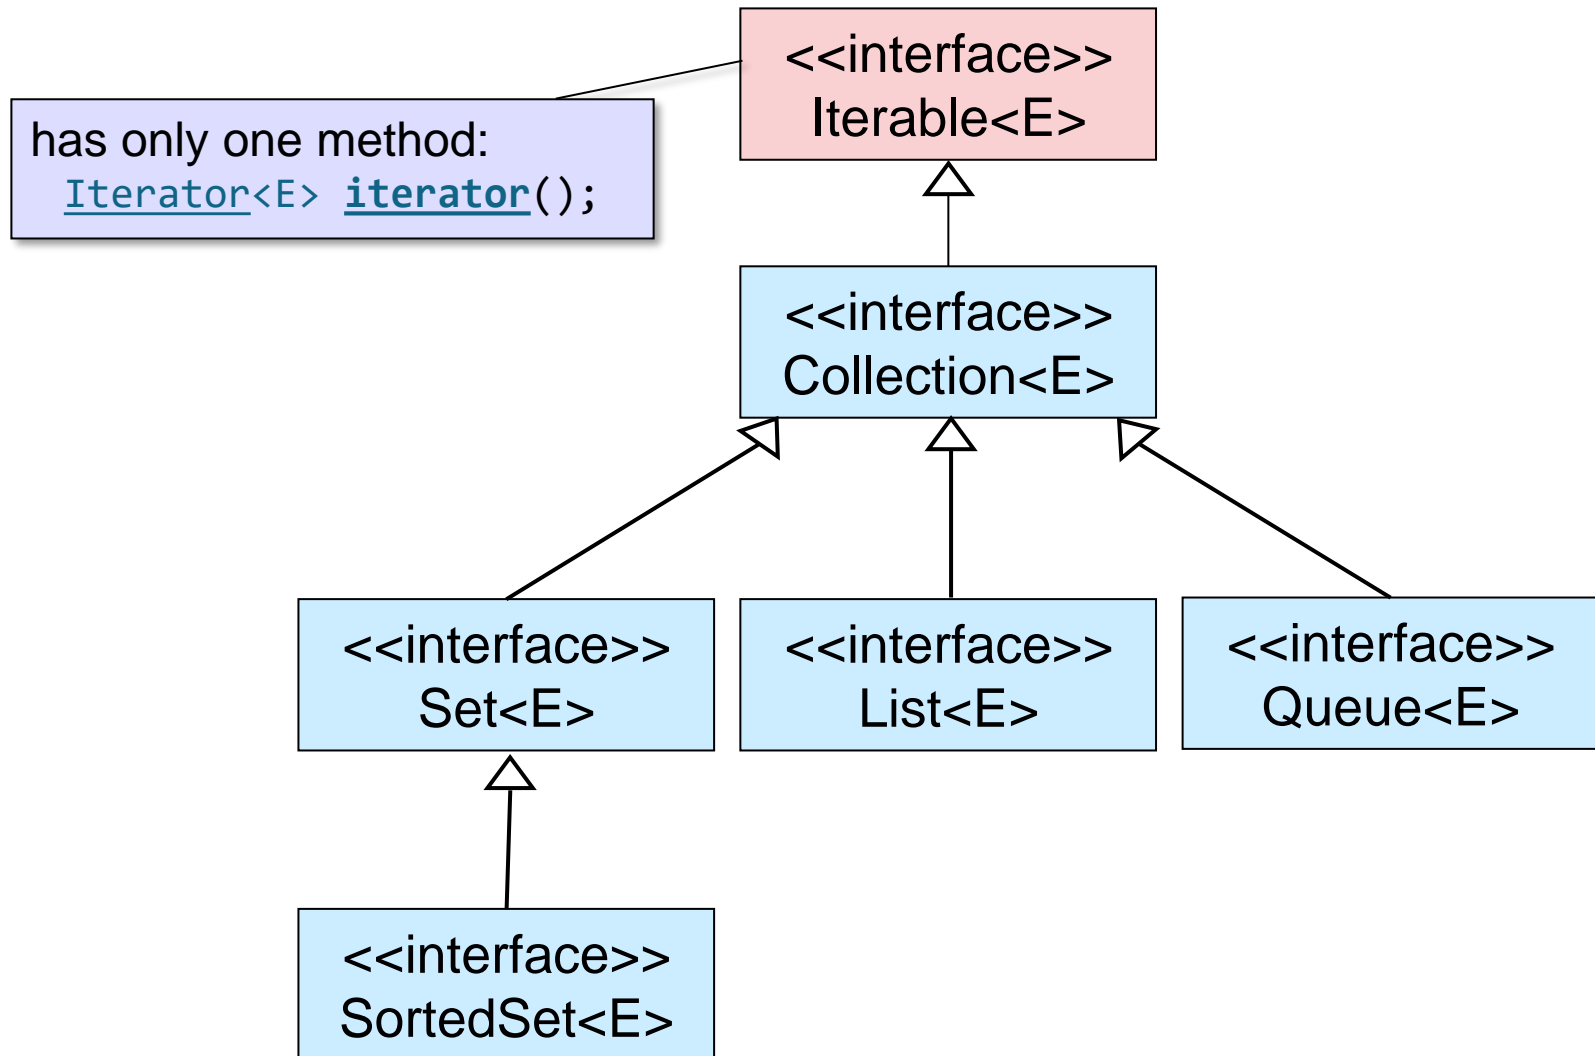 <<interface>>
Iterable<E>
has only one method:
Iterator<E> iterator();
<<interface>>
Collection<E>
<<interface>>
Set<E>
<<interface>>
List<E>
<<interface>>
Queue<E>
<<interface>>
SortedSet<E>